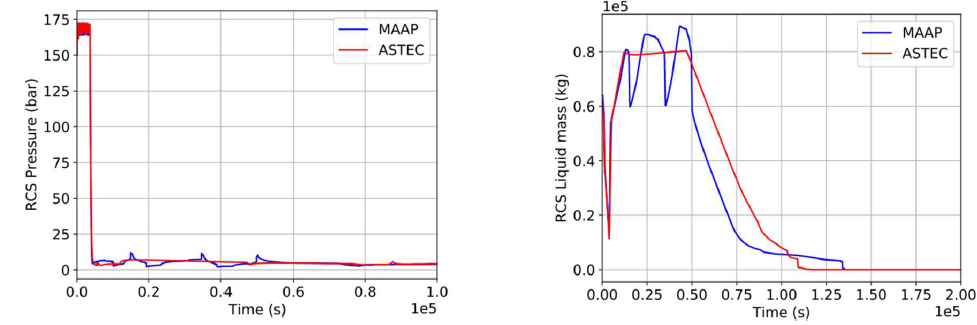 175
150
125
100
75
50
25
0
RCS Pressure (bar)
MAAP
ASTEC
0.0 0.2 0.4 0.6 0.8 1.0
Time (s)
1e5
1e5
0.8
0.6
0.4
0.2
0.0
RCS Liquid mass (kg)
MAAP
ASTEC
0.00 0.25 0.50 0.75 1.00 1.25 1.50 1.75 2.00
Time (s)
1e5